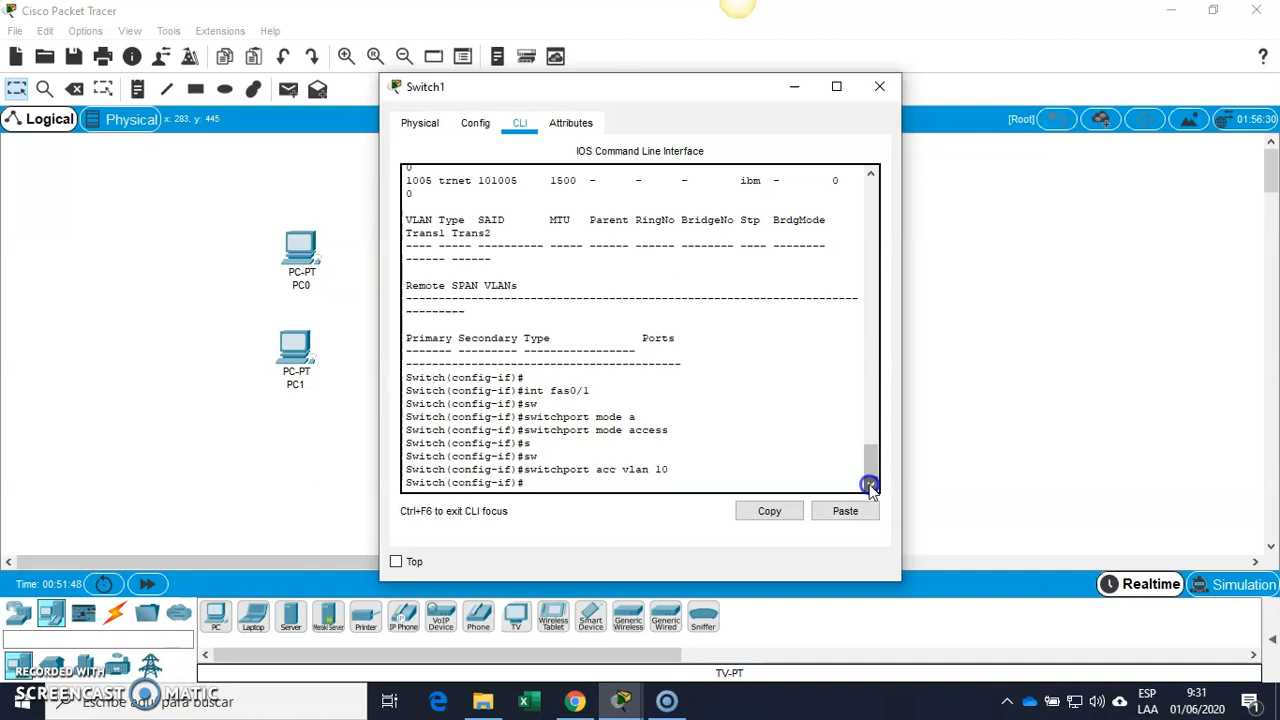 Cisco Packet Tracer
File Edit Options View Tools Extensions Help
Logical Physical x: 283, y: 445 [Root] 01:56:30
Switch1
Physical Config CLI Attributes
IOS Command Line Interface
0
1005 trnet 101005 1500 - - - ibm - 0
0
VLAN Type SAID MTU Parent RingNo BridgeNo Stp BrdgMode
Trans1 Trans2
---- ----- ---------- ----- ------ ------ -------- ---- --------
------ ------
Remote SPAN VLANs
------------------------------------------------------------------------------
---------
Primary Secondary Type Ports
------- --------- -----------------
------------------------------------------
Switch(config-if)#
Switch(config-if)#int fas0/1
Switch(config-if)#sw
Switch(config-if)#switchport mode a
Switch(config-if)#switchport mode access
Switch(config-if)#s
Switch(config-if)#sw
Switch(config-if)#switchport acc vlan 10
Switch(config-if)#
Ctrl+F6 to exit CLI focus
Copy Paste
Top
PC-PT
PC0
PC-PT
PC1
Time: 00:51:48 Realtime Simulation
PC Laptop Server Meraki Server Printer IP Phone VoIP Device Phone TV Wireless Tablet Smart Device Generic Wireless Generic Wired Sniffer
TV-PT
RECORDED WITH
SCREENCAST MATIC
Escribe aquí para buscar
ESP
LAA
9:31
01/06/2020
1